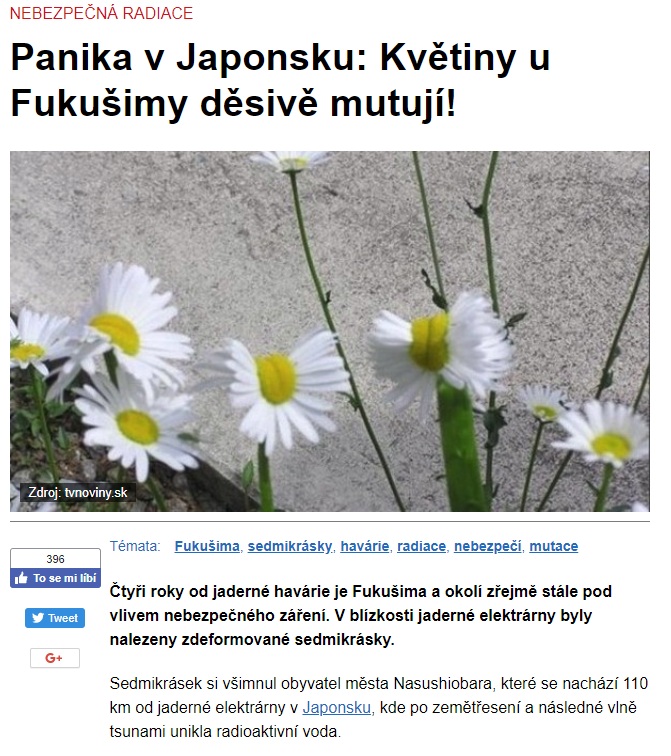 NEBEZPEČNÁ RADIACE
Panika v Japonsku: Květiny u
Fukušimy děsivě mutují!
Zdroj: tvnoviny.sk
396
To se mi líbí
Tweet
G+
Témata: Fukušima, sedmikrásky, havárie, radiace, nebezpečí, mutace
Čtyři roky od jaderné havárie je Fukušima a okolí zřejmě stále pod
vlivem nebezpečného záření. V blízkosti jaderné elektrárny byly
nalezeny zdeformované sedmikrásky.
Sedmikrásek si všimnul obyvatel města Nasushiobara, které se nachází 110
km od jaderné elektrárny v Japonsku, kde po zemětřesení a následné vlně
tsunami unikla radioaktivní voda.